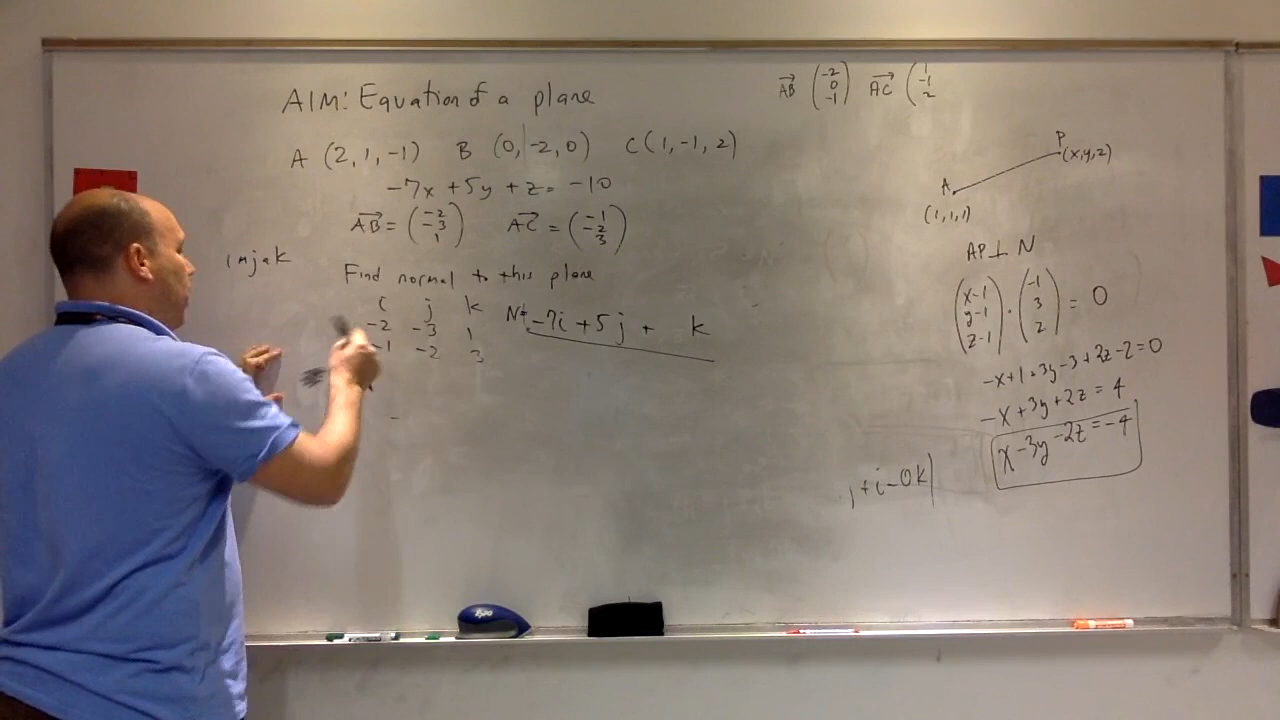 AIM: Equation of a plane
A (2, 1, -1) B (0, -2, 0) C (1, -1, 2)
-7x + 5y + z = -10
AB = (-2 -3 1) AC = (-1 -2 3)
Find normal to this plane
i j k
-2 -3 1
-1 -2 3
N = -7i + 5j + k
AB (-2 0 -1) AC (1 -1 2
P
(x,y,z)
A
(1,1,1)
AP ⊥ N
(x-1 y-1 z-1) · (-1 3 2) = 0
-x+1+3y-3+2z-2=0
-x+3y+2z = 4
x-3y-2z=-4